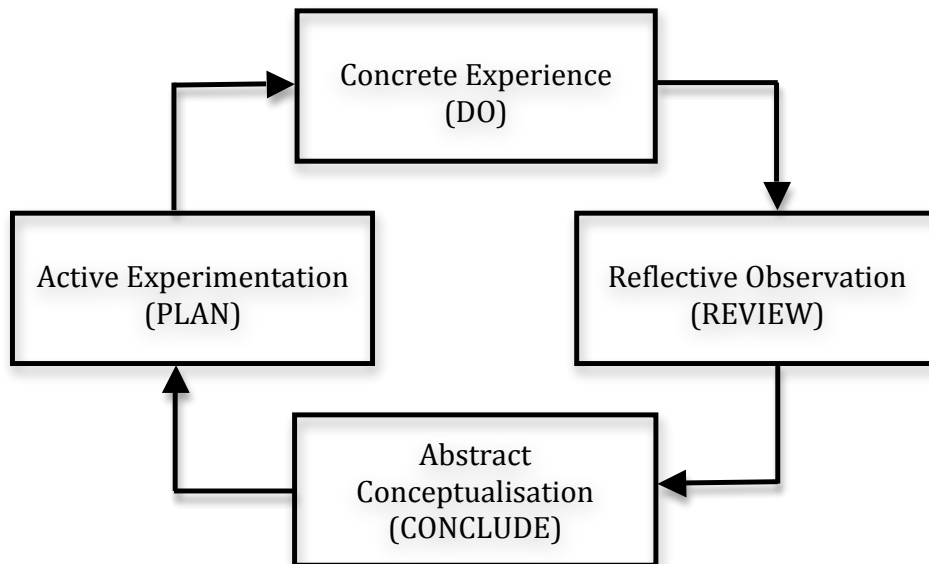 Concrete Experience
(DO)
Active Experimentation
(PLAN)
Reflective Observation
(REVIEW)
Abstract
Conceptualisation
(CONCLUDE)